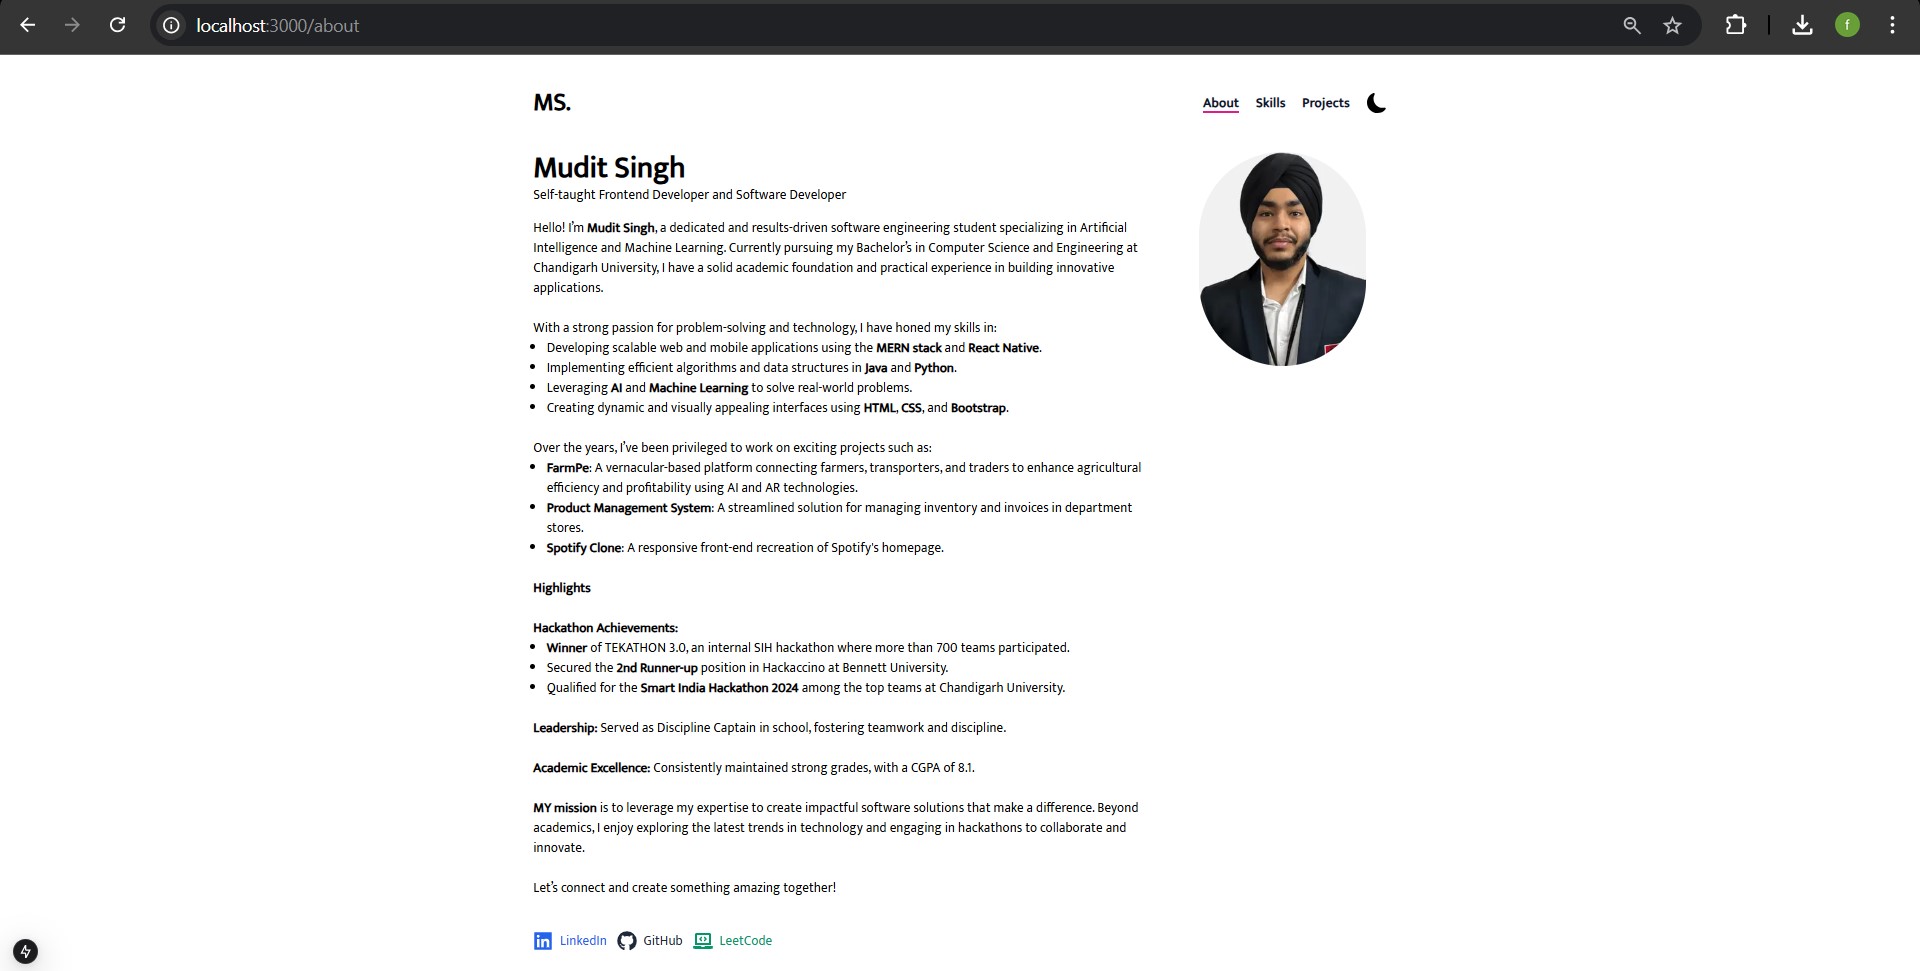 localhost:3000/about
f
MS.
About Skills Projects
Mudit Singh
Self-taught Frontend Developer and Software Developer
Hello! I’m Mudit Singh, a dedicated and results-driven software engineering student specializing in Artificial
Intelligence and Machine Learning. Currently pursuing my Bachelor’s in Computer Science and Engineering at
Chandigarh University, I have a solid academic foundation and practical experience in building innovative
applications.
With a strong passion for problem-solving and technology, I have honed my skills in:
• Developing scalable web and mobile applications using the MERN stack and React Native.
• Implementing efficient algorithms and data structures in Java and Python.
• Leveraging AI and Machine Learning to solve real-world problems.
• Creating dynamic and visually appealing interfaces using HTML, CSS, and Bootstrap.
Over the years, I’ve been privileged to work on exciting projects such as:
• FarmPe: A vernacular-based platform connecting farmers, transporters, and traders to enhance agricultural
efficiency and profitability using AI and AR technologies.
• Product Management System: A streamlined solution for managing inventory and invoices in department
stores.
• Spotify Clone: A responsive front-end recreation of Spotify's homepage.
Highlights
Hackathon Achievements:
• Winner of TEKATHON 3.0, an internal SIH hackathon where more than 700 teams participated.
• Secured the 2nd Runner-up position in Hackaccino at Bennett University.
• Qualified for the Smart India Hackathon 2024 among the top teams at Chandigarh University.
Leadership: Served as Discipline Captain in school, fostering teamwork and discipline.
Academic Excellence: Consistently maintained strong grades, with a CGPA of 8.1.
MY mission is to leverage my expertise to create impactful software solutions that make a difference. Beyond
academics, I enjoy exploring the latest trends in technology and engaging in hackathons to collaborate and
innovate.
Let’s connect and create something amazing together!
in LinkedIn GitHub LeetCode